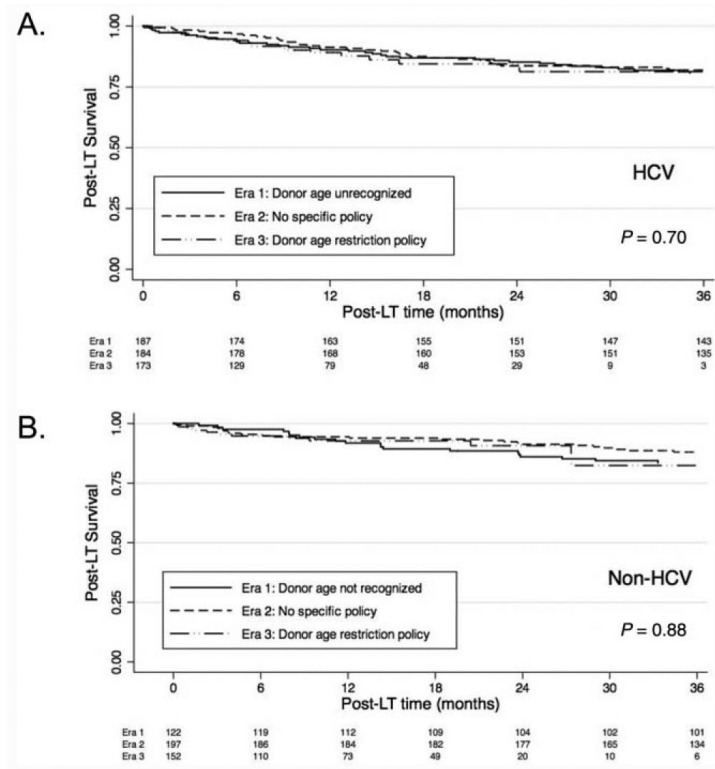 A.
Post-LT Survival
1.00
0.75
0.50
0.25
0.00
HCV
Era 1: Donor age unrecognized
Era 2: No specific policy
Era 3: Donor age restriction policy
P = 0.70
0 6 12 18 24 30 36
Post-LT time (months)
Era 1 187 174 163 155 151 147 143
Era 2 184 178 168 160 153 151 135
Era 3 173 129 79 48 29 9 3
B.
Post-LT Survival
1.00
0.75
0.50
0.25
0.00
Non-HCV
Era 1: Donor age not recognized
Era 2: No specific policy
Era 3: Donor age restriction policy
P = 0.88
0 6 12 18 24 30 36
Post-LT time (months)
Era 1 122 119 112 109 104 102 101
Era 2 197 186 184 182 177 165 134
Era 3 152 110 73 49 20 10 6